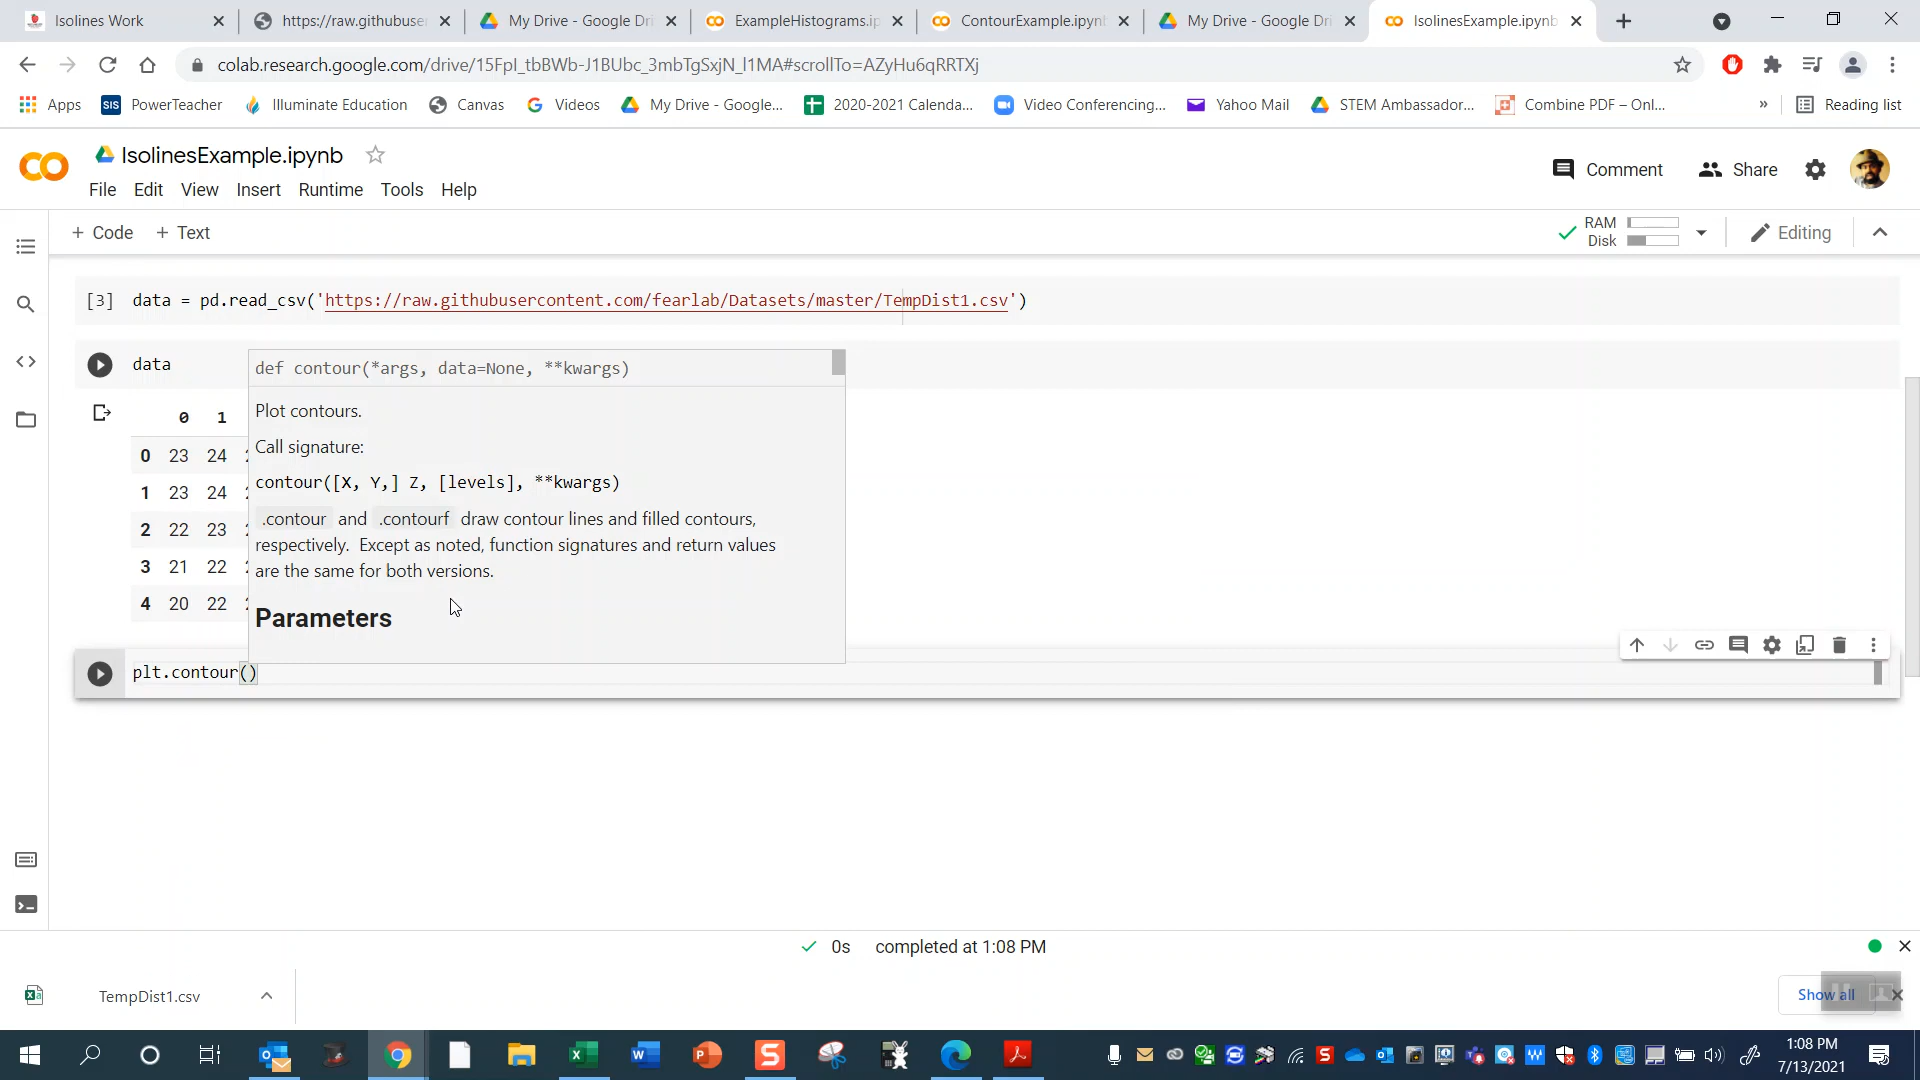 Isolines Work
https://raw.githubuser
My Drive - Google Dri
ExampleHistograms.ip
ContourExample.ipynb
My Drive - Google Dri
IsolinesExample.ipynb
colab.research.google.com/drive/15FpI_tbBWb-J1BUbc_3mbTgSxjN_l1MA#scrollTo=AZyHu6qRRTXj
Apps
SIS PowerTeacher
Illuminate Education
Canvas
Videos
My Drive - Google...
2020-2021 Calenda...
Video Conferencing...
Yahoo Mail
STEM Ambassador...
Combine PDF – Onl...
»
Reading list
IsolinesExample.ipynb
Comment
Share
File Edit View Insert Runtime Tools Help
+ Code + Text
RAM
Disk
Editing
[3] data = pd.read_csv('https://raw.githubusercontent.com/fearlab/Datasets/master/TempDist1.csv')
data
def contour(*args, data=None, **kwargs)
Plot contours.
Call signature:
contour([X, Y,] Z, [levels], **kwargs)
.contour and .contourf draw contour lines and filled contours,
respectively. Except as noted, function signatures and return values
are the same for both versions.
Parameters
0 1
0 23 24
1 23 24
2 22 23
3 21 22
4 20 22
plt.contour()
0s completed at 1:08 PM
TempDist1.csv
Show all
1:08 PM
7/13/2021